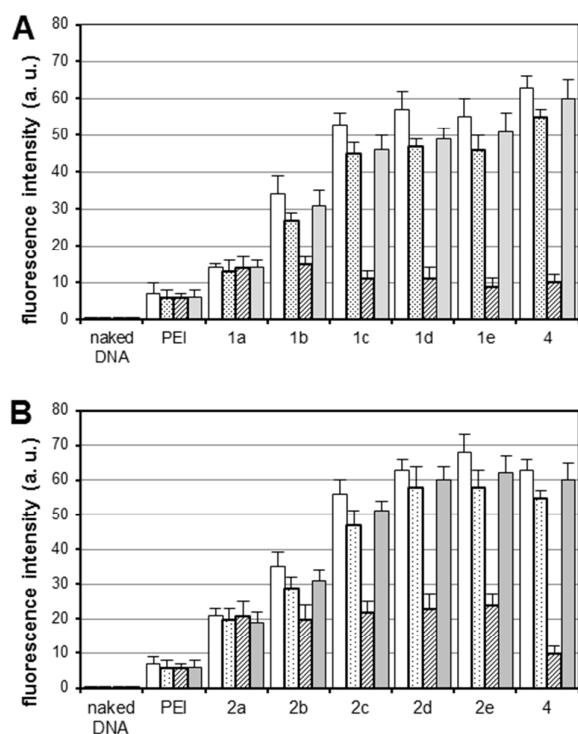 A
fluorescence intensity (a. u.)
80
70
60
50
40
30
20
10
0
naked DNA
PEI
1a
1b
1c
1d
1e
4
B
fluorescence intensity (a. u.)
80
70
60
50
40
30
20
10
0
naked DNA
PEI
2a
2b
2c
2d
2e
4